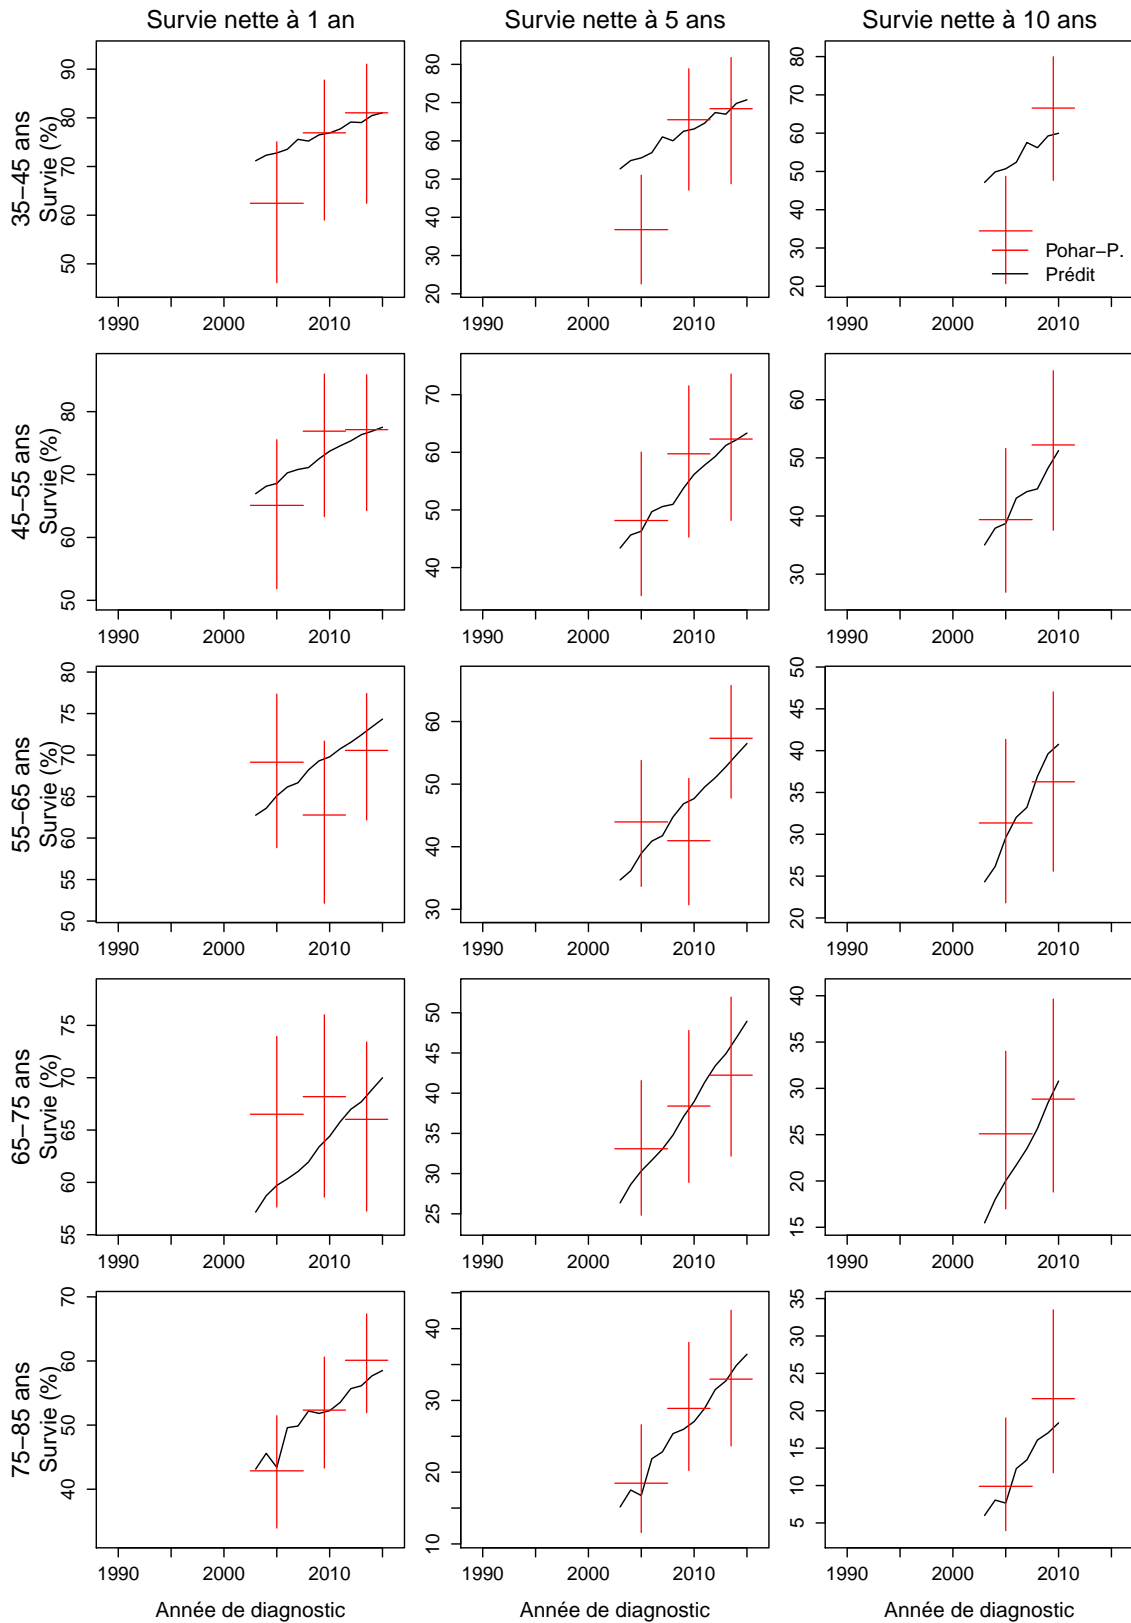 Survie nette à 1 an
Survie nette à 5 ans
Survie nette à 10 ans
35−45 ans
Survie (%)
50 60 70 80 90
1990 2000 2010
20 30 40 50 60 70 80
1990 2000 2010
20 30 40 50 60 70 80
1990 2000 2010
Pohar−P.
Prédit
45−55 ans
Survie (%)
50 60 70 80
1990 2000 2010
40 50 60 70
1990 2000 2010
30 40 50 60
1990 2000 2010
55−65 ans
Survie (%)
50 55 60 65 70 75 80
1990 2000 2010
30 40 50 60
1990 2000 2010
20 25 30 35 40 45 50
1990 2000 2010
65−75 ans
Survie (%)
55 60 65 70 75
1990 2000 2010
25 30 35 40 45 50
1990 2000 2010
15 20 25 30 35 40
1990 2000 2010
75−85 ans
Survie (%)
40 50 60 70
1990 2000 2010
10 20 30 40
1990 2000 2010
5 10 15 20 25 30 35
1990 2000 2010
Année de diagnostic
Année de diagnostic
Année de diagnostic